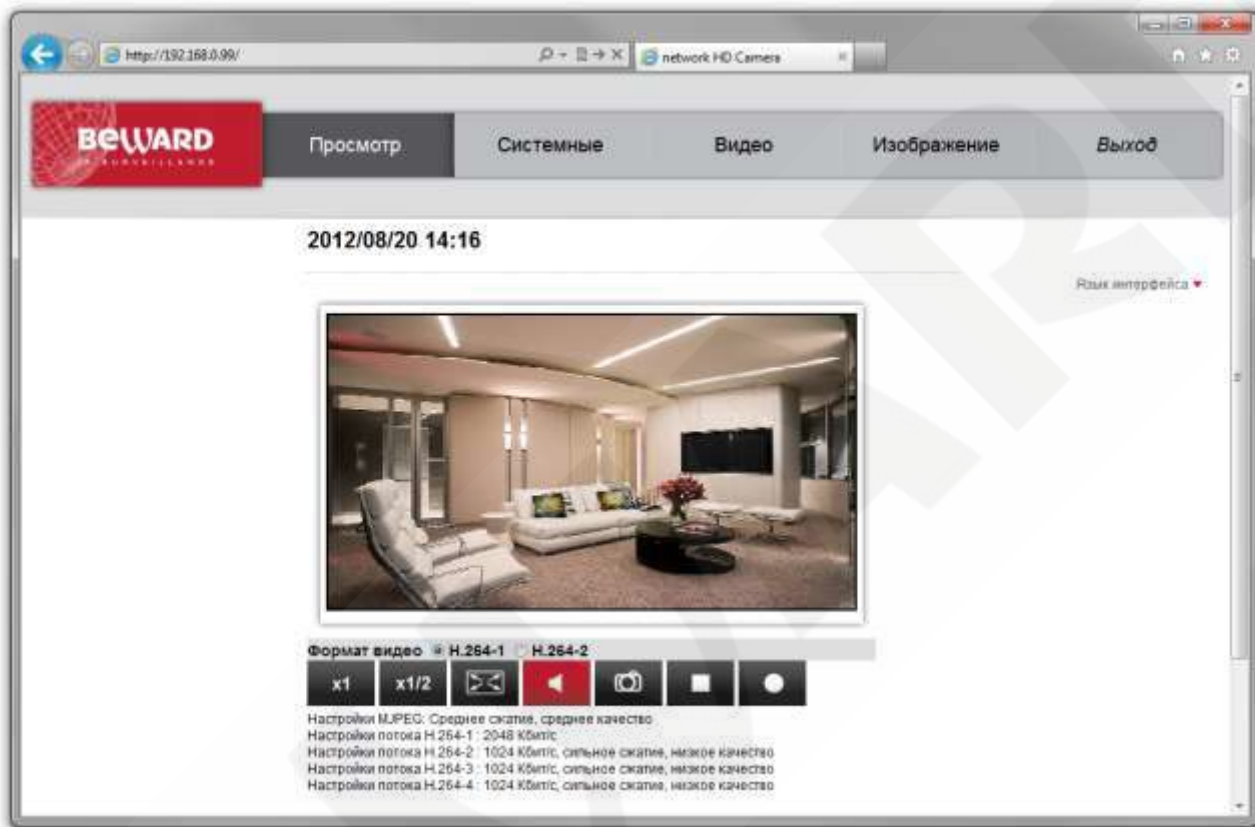 http://192.168.0.99/
network HD Camera
BEWARD
Просмотр Системные Видео Изображение Выход
2012/08/20 14:16
Язык интерфейса
Формат видео H.264-1 H.264-2
x1 x1/2
Настройки MJPEG: Среднее сжатие, среднее качество
Настройки потока H.264-1 : 2048 Кбит/с
Настройки потока H.264-2 : 1024 Кбит/с, сильное сжатие, низкое качество
Настройки потока H.264-3 : 1024 Кбит/с, сильное сжатие, низкое качество
Настройки потока H.264-4 : 1024 Кбит/с, сильное сжатие, низкое качество